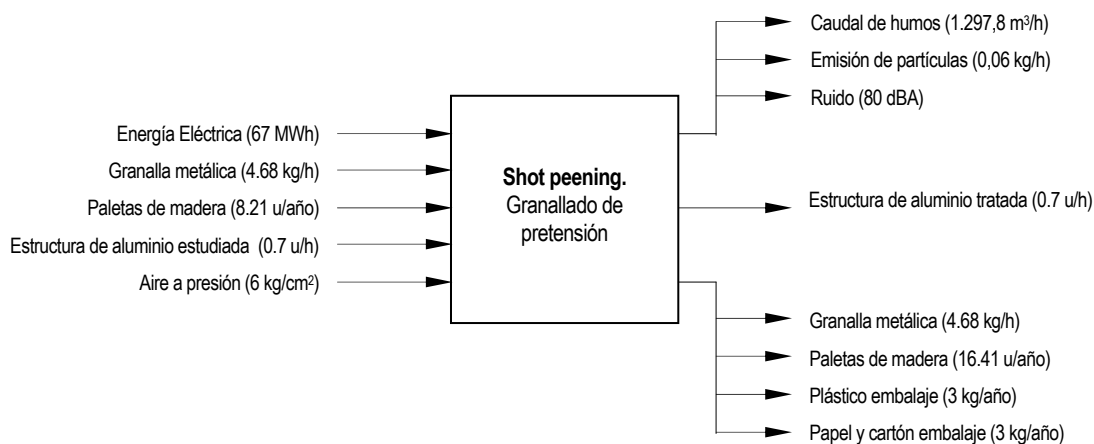 Energía Eléctrica (67 MWh)
Granalla metálica (4.68 kg/h)
Paletas de madera (8.21 u/año)
Estructura de aluminio estudiada (0.7 u/h)
Aire a presión (6 kg/cm²)
Shot peening.
Granallado de
pretensión
Caudal de humos (1.297,8 m³/h)
Emisión de partículas (0,06 kg/h)
Ruido (80 dBA)
Estructura de aluminio tratada (0.7 u/h)
Granalla metálica (4.68 kg/h)
Paletas de madera (16.41 u/año)
Plástico embalaje (3 kg/año)
Papel y cartón embalaje (3 kg/año)